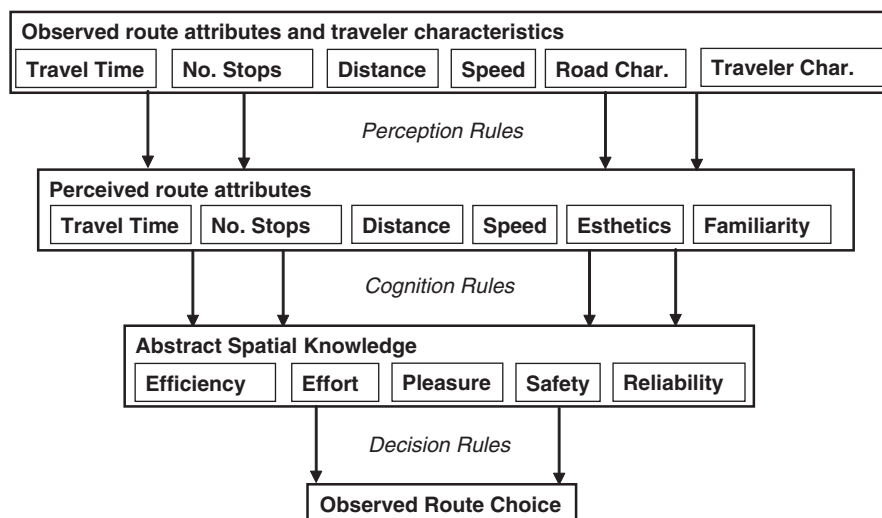 Observed route attributes and traveler characteristics
Travel Time No. Stops Distance Speed Road Char. Traveler Char.
Perception Rules
Perceived route attributes
Travel Time No. Stops Distance Speed Esthetics Familiarity
Cognition Rules
Abstract Spatial Knowledge
Efficiency Effort Pleasure Safety Reliability
Decision Rules
Observed Route Choice